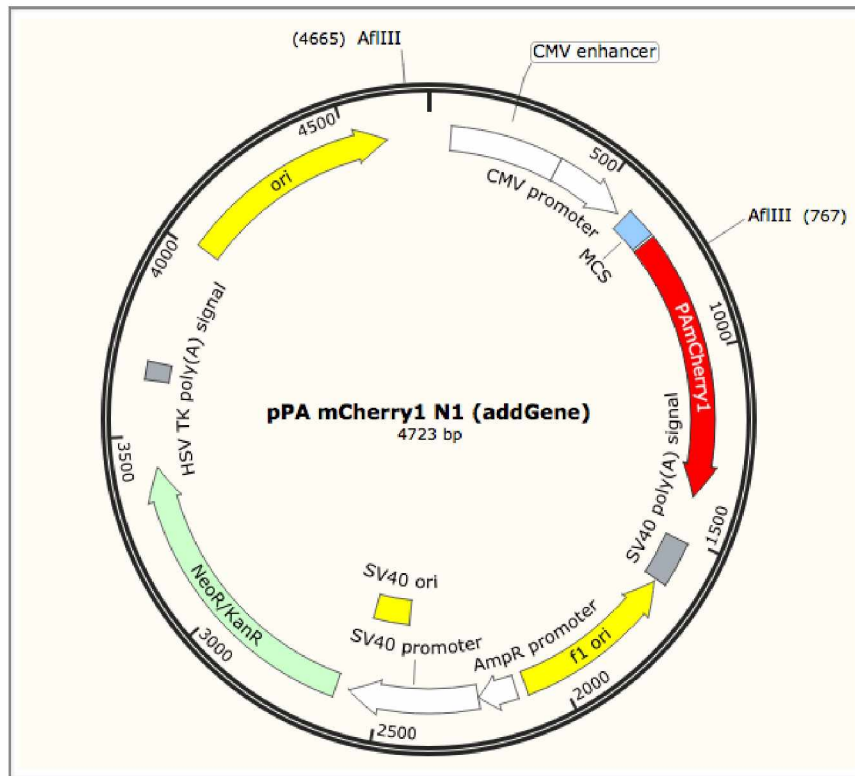 (4665) AflIII
CMV enhancer
4500
500
ori
CMV promoter
AflIII (767)
4000
MCS
PAmCherry1
1000
HSV TK poly(A) signal
pPA mCherry1 N1 (addGene)
4723 bp
SV40 poly(A) signal
3500
1500
SV40 ori
NeoR/KanR
SV40 promoter
AmpR promoter
f1 ori
3000
2000
2500